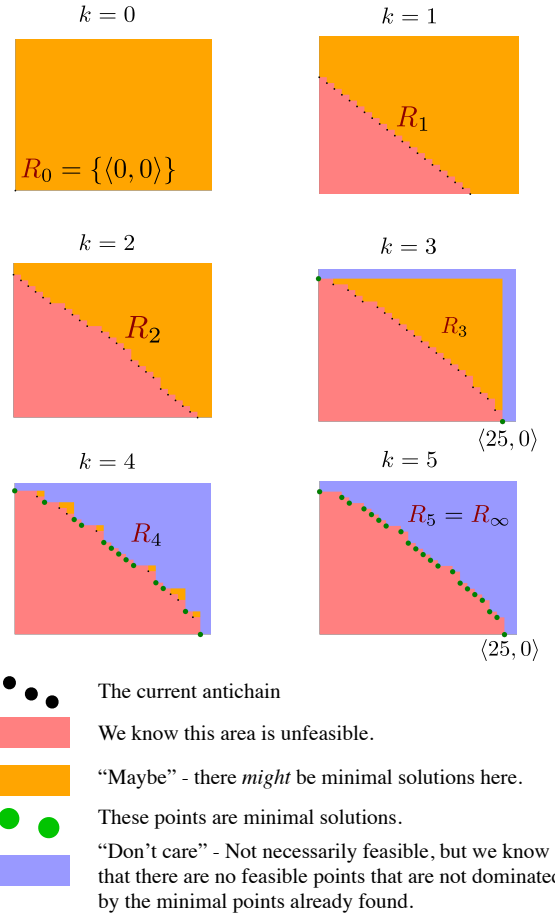 k = 0
k = 1
R₀ = {⟨0, 0⟩}
R₁
k = 2
k = 3
R₂
R₃
⟨25, 0⟩
k = 4
k = 5
R₄
R₅ = R∞
⟨25, 0⟩
The current antichain
We know this area is unfeasible.
“Maybe” - there might be minimal solutions here.
These points are minimal solutions.
“Don’t care” - Not necessarily feasible, but we know
that there are no feasible points that are not dominated
by the minimal points already found.